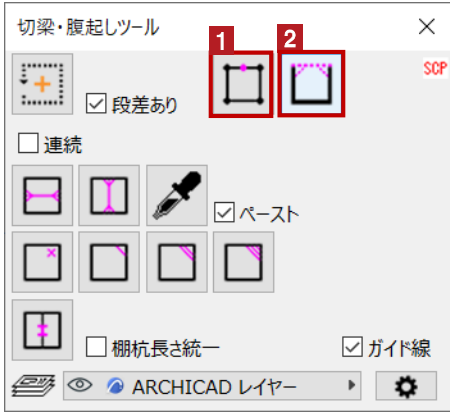 切梁・腹起しツール
1 2
SCP
段差あり
連続
ペースト
棚杭長さ統一
ガイド線
ARCHICAD レイヤー